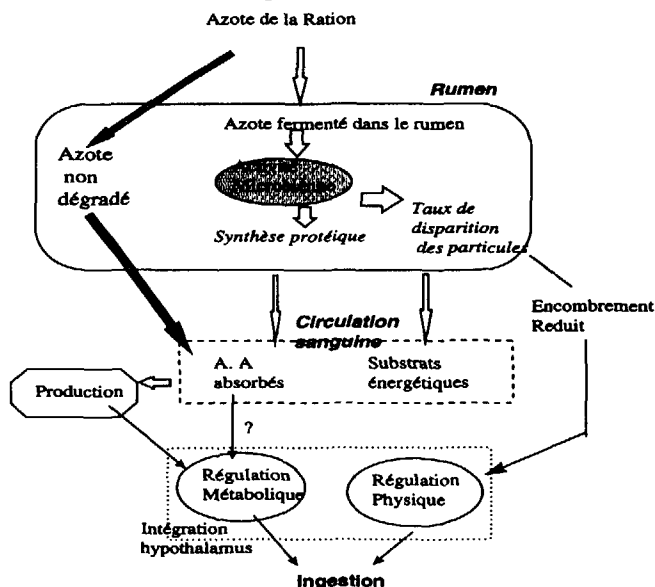 Azote de la Ration
Rumen
Azote fermenté dans le rumen
Azote
non
dégradé
Synthèse protéique
Taux de
disparition
des particules
Encombrement
Reduit
Circulation
sanguine
A. A
absorbés
Substrats
énergétiques
Production
?
Régulation
Métabolique
Régulation
Physique
Intégration
hypothalamus
Ingestion